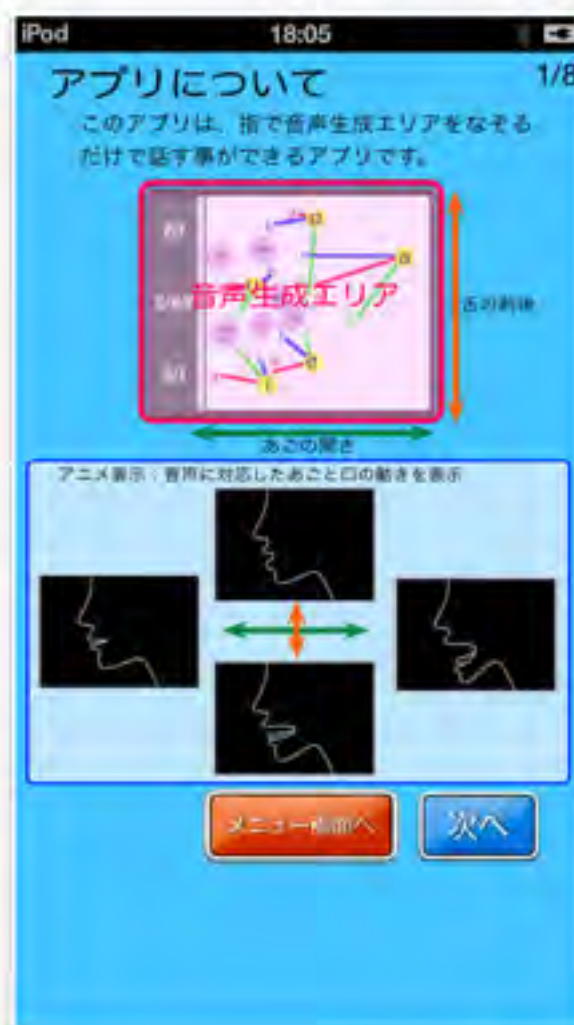 iPod 18:05
アプリについて 1/8
このアプリは、指で音声生成エリアをなぞる
だけで話す事ができるアプリです。
音声生成エリア
舌の前後
あごの開き
アニメ表示:音声に対応したあごと口の動きを表示
メニュー画面へ 次へ